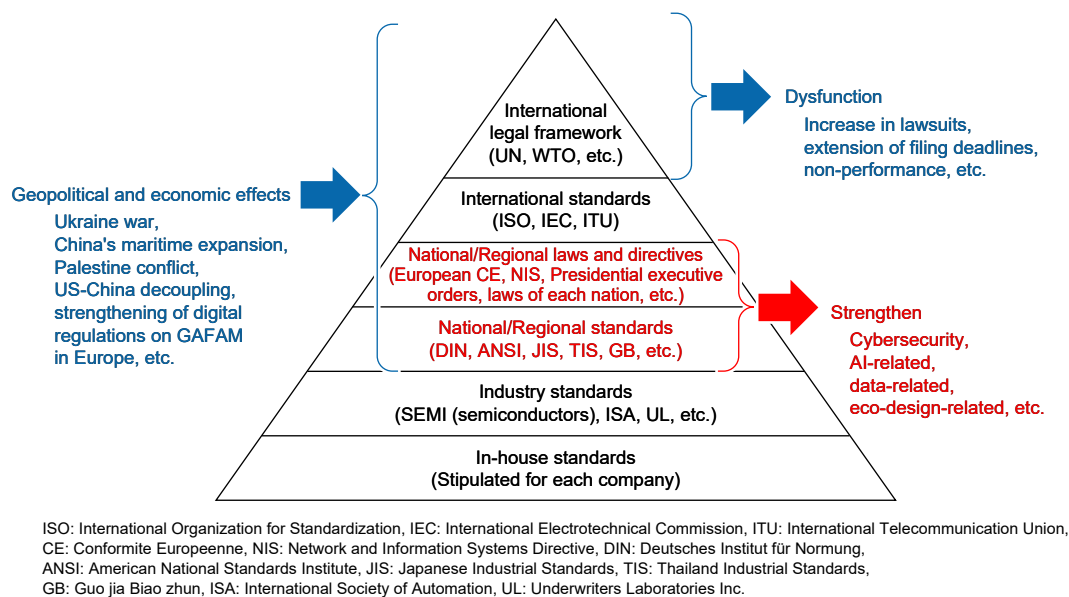 International
legal framework
(UN, WTO, etc.)
International standards
(ISO, IEC, ITU)
National/Regional laws and directives
(European CE, NIS, Presidential executive
orders, laws of each nation, etc.)
National/Regional standards
(DIN, ANSI, JIS, TIS, GB, etc.)
Industry standards
(SEMI (semiconductors), ISA, UL, etc.)
In-house standards
(Stipulated for each company)
Geopolitical and economic effects
Ukraine war,
China's maritime expansion,
Palestine conflict,
US-China decoupling,
strengthening of digital
regulations on GAFAM
in Europe, etc.
Dysfunction
Increase in lawsuits,
extension of filing deadlines,
non-performance, etc.
Strengthen
Cybersecurity,
AI-related,
data-related,
eco-design-related, etc.
ISO: International Organization for Standardization, IEC: International Electrotechnical Commission, ITU: International Telecommunication Union,
CE: Conformite Europeenne, NIS: Network and Information Systems Directive, DIN: Deutsches Institut für Normung,
ANSI: American National Standards Institute, JIS: Japanese Industrial Standards, TIS: Thailand Industrial Standards,
GB: Guo jia Biao zhun, ISA: International Society of Automation, UL: Underwriters Laboratories Inc.